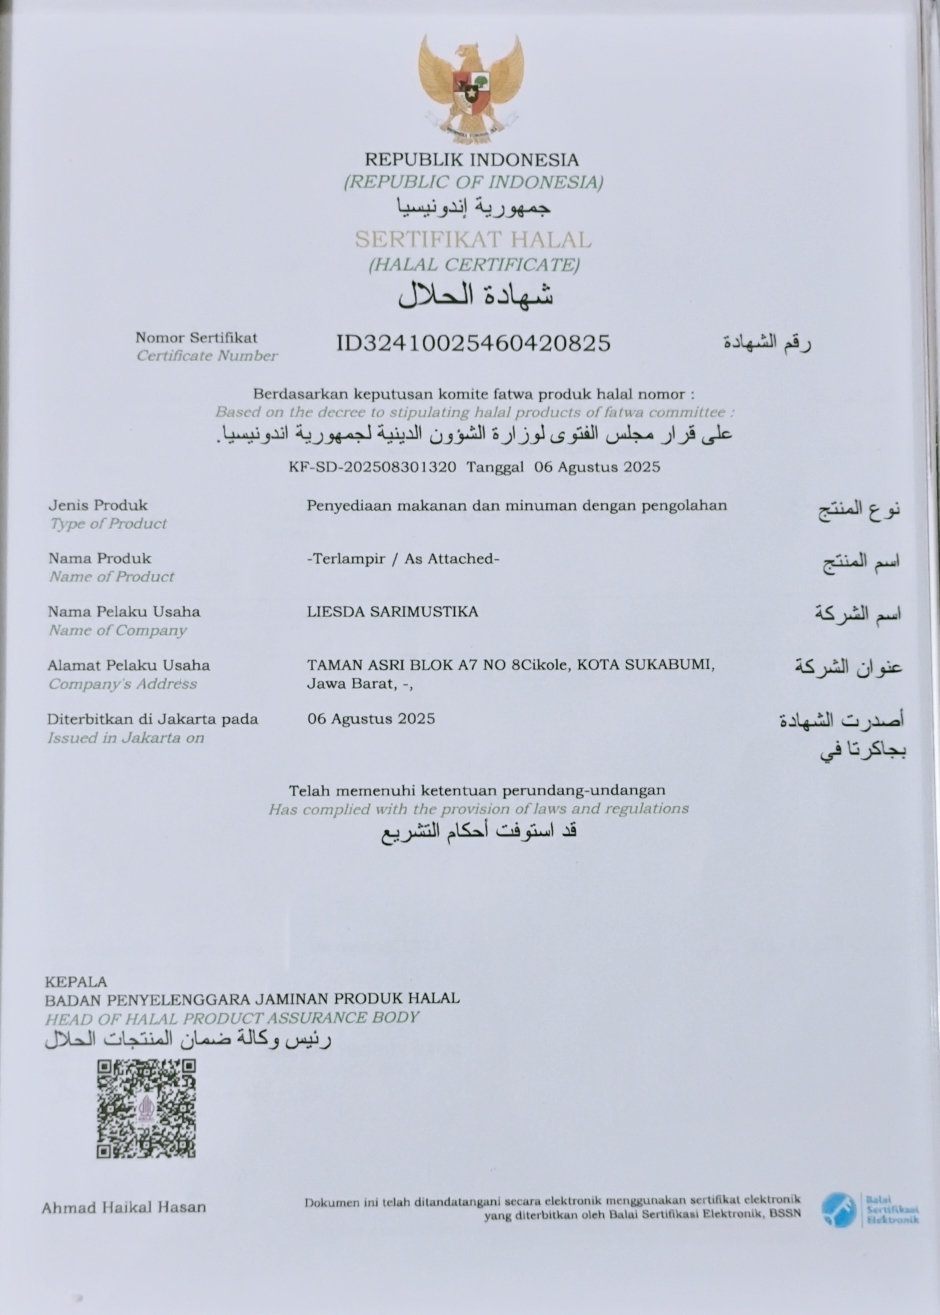 REPUBLIK INDONESIA
(REPUBLIC OF INDONESIA)
جمهورية إندونيسيا
SERTIFIKAT HALAL
(HALAL CERTIFICATE)
شهادة الحلال
Nomor Sertifikat ID32410025460420825 رقم الشهادة
Certificate Number
Berdasarkan keputusan komite fatwa produk halal nomor :
Based on the decree to stipulating halal products of fatwa committee :
على قرار مجلس الفتوى لوزارة الشؤون الدينية لجمهورية اندونيسيا.
KF-SD-202508301320 Tanggal 06 Agustus 2025
Jenis Produk Penyediaan makanan dan minuman dengan pengolahan نوع المنتج
Type of Product
Nama Produk -Terlampir / As Attached- اسم المنتج
Name of Product
Nama Pelaku Usaha LIESDA SARIMUSTIKA اسم الشركة
Name of Company
Alamat Pelaku Usaha TAMAN ASRI BLOK A7 NO 8Cikole, KOTA SUKABUMI, عنوان الشركة
Company's Address Jawa Barat, -,
Diterbitkan di Jakarta pada 06 Agustus 2025 أصدرت الشهادة
Issued in Jakarta on بجاكرتا في
Telah memenuhi ketentuan perundang-undangan
Has complied with the provision of laws and regulations
قد استوفت أحكام التشريع
KEPALA
BADAN PENYELENGGARA JAMINAN PRODUK HALAL
HEAD OF HALAL PRODUCT ASSURANCE BODY
رئيس وكالة ضمان المنتجات الحلال
Ahmad Haikal Hasan
Dokumen ini telah ditandatangani secara elektronik menggunakan sertifikat elektronik
yang diterbitkan oleh Balai Sertifikasi Elektronik, BSSN
Balai
Sertifikasi
Elektronik